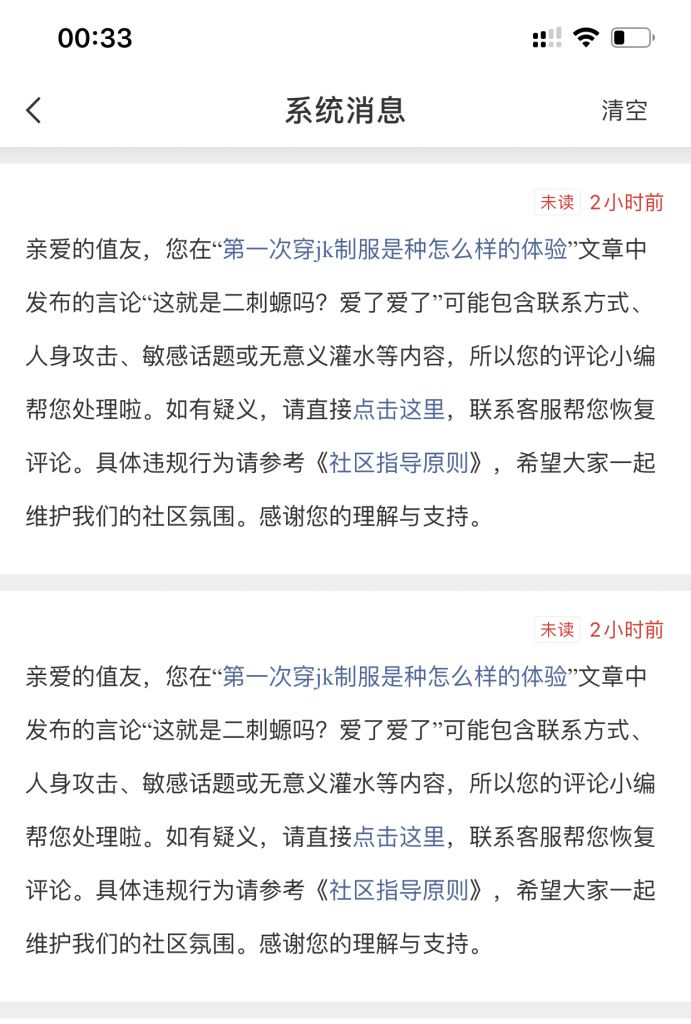 00:33
系统消息
清空
未读 2小时前
亲爱的值友，您在“第一次穿jk制服是种怎么样的体验”文章中
发布的言论“这就是二刺螈吗？爱了爱了”可能包含联系方式、
人身攻击、敏感话题或无意义灌水等内容，所以您的评论小编
帮您处理啦。如有疑义，请直接点击这里，联系客服帮您恢复
评论。具体违规行为请参考《社区指导原则》，希望大家一起
维护我们的社区氛围。感谢您的理解与支持。
未读 2小时前
亲爱的值友，您在“第一次穿jk制服是种怎么样的体验”文章中
发布的言论“这就是二刺螈吗？爱了爱了”可能包含联系方式、
人身攻击、敏感话题或无意义灌水等内容，所以您的评论小编
帮您处理啦。如有疑义，请直接点击这里，联系客服帮您恢复
评论。具体违规行为请参考《社区指导原则》，希望大家一起
维护我们的社区氛围。感谢您的理解与支持。